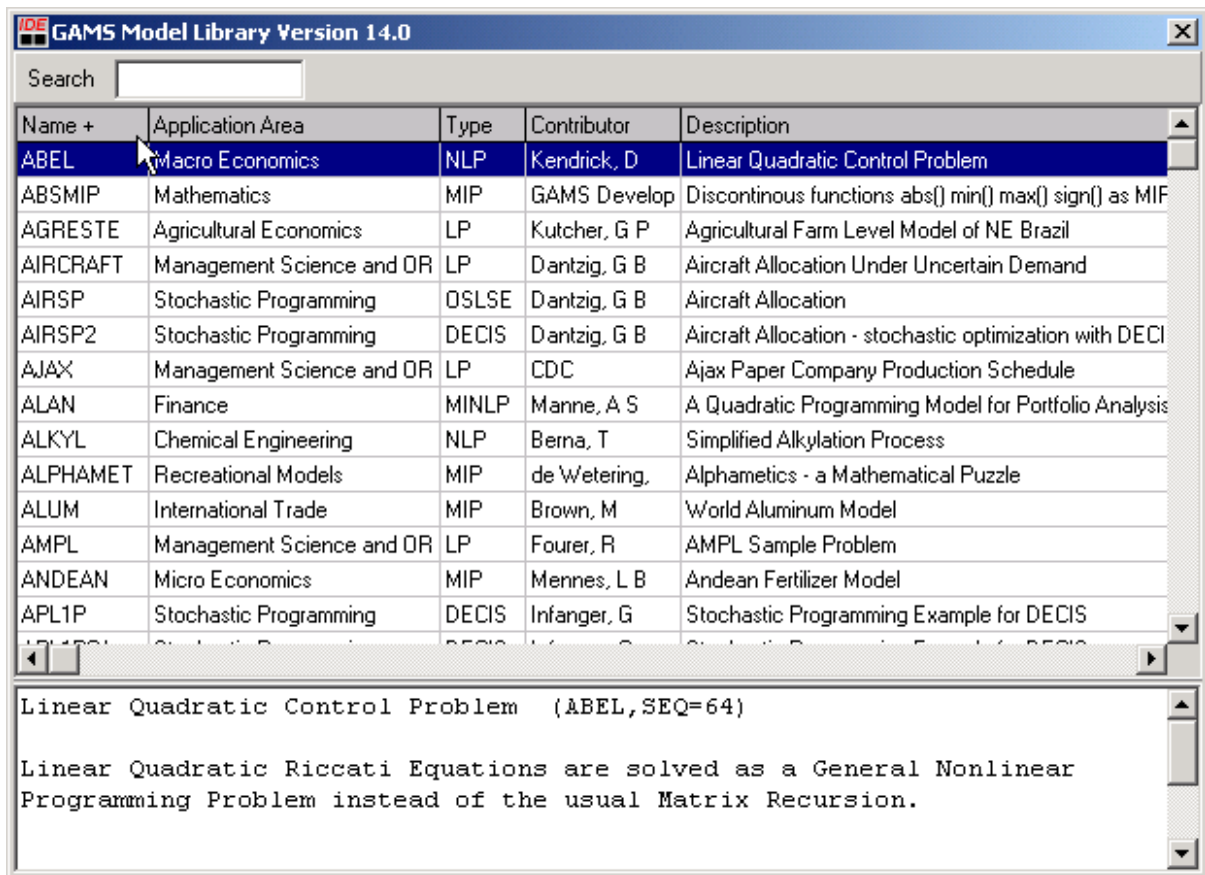 IDE GAMS Model Library Version 14.0
Search
Name + Application Area Type Contributor Description
ABEL Macro Economics NLP Kendrick, D Linear Quadratic Control Problem
ABSMIP Mathematics MIP GAMS Develop Discontinous functions abs() min() max() sign() as MIP
AGRESTE Agricultural Economics LP Kutcher, G P Agricultural Farm Level Model of NE Brazil
AIRCRAFT Management Science and OR LP Dantzig, G B Aircraft Allocation Under Uncertain Demand
AIRSP Stochastic Programming OSLSE Dantzig, G B Aircraft Allocation
AIRSP2 Stochastic Programming DECIS Dantzig, G B Aircraft Allocation - stochastic optimization with DECI
AJAX Management Science and OR LP CDC Ajax Paper Company Production Schedule
ALAN Finance MINLP Manne, A S A Quadratic Programming Model for Portfolio Analysis
ALKYL Chemical Engineering NLP Berna, T Simplified Alkylation Process
ALPHAMET Recreational Models MIP de Wetering, Alphametics - a Mathematical Puzzle
ALUM International Trade MIP Brown, M World Aluminum Model
AMPL Management Science and OR LP Fourer, R AMPL Sample Problem
ANDEAN Micro Economics MIP Mennes, L B Andean Fertilizer Model
APL1P Stochastic Programming DECIS Infanger, G Stochastic Programming Example for DECIS
Linear Quadratic Control Problem (ABEL,SEQ=64)
Linear Quadratic Riccati Equations are solved as a General Nonlinear
Programming Problem instead of the usual Matrix Recursion.